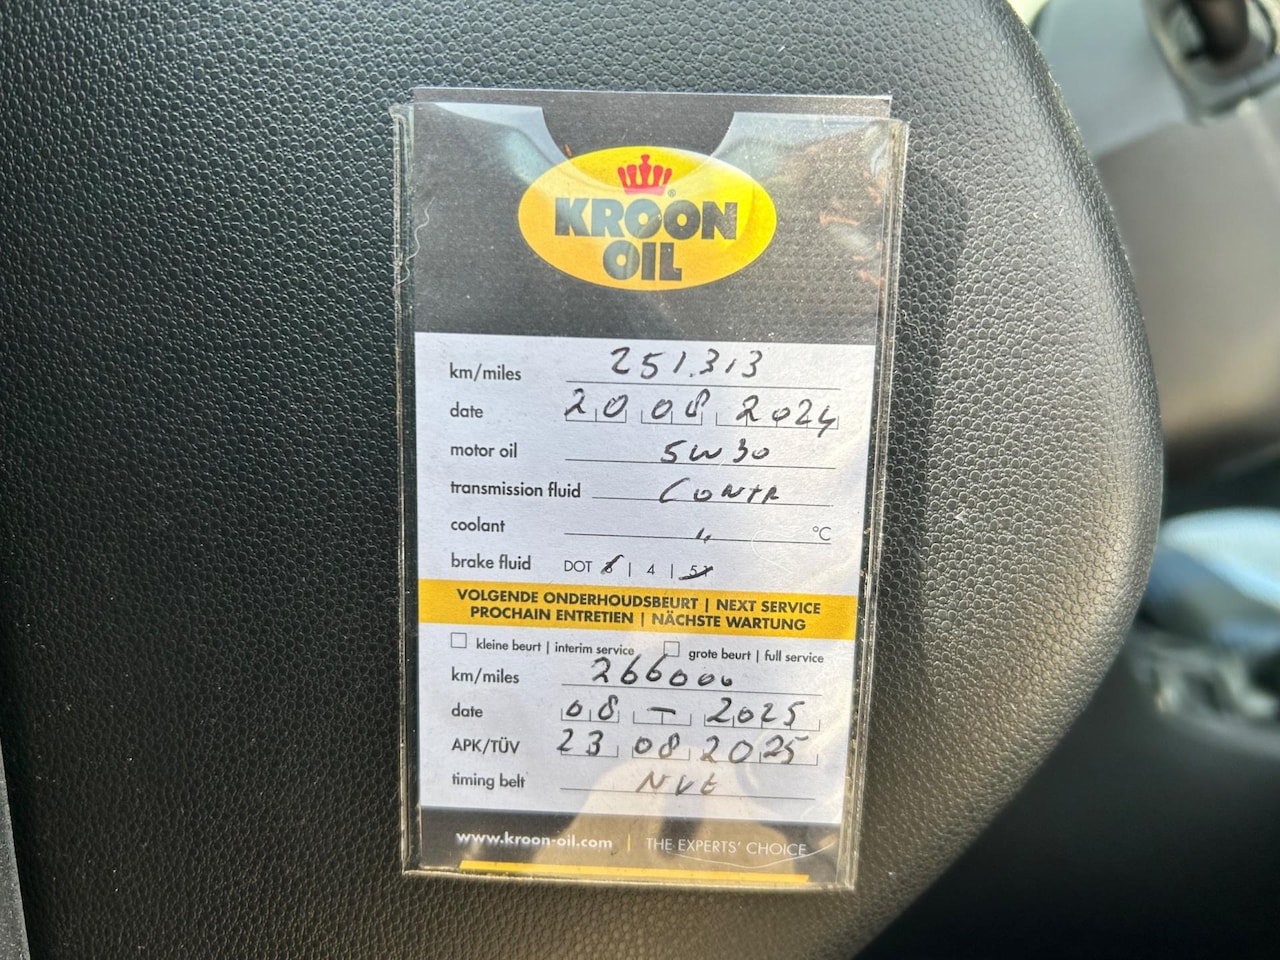 KROON
OIL
®
km/miles 251.313
date 20 08 2024
motor oil 5W30
transmission fluid CONTR
coolant " °C
brake fluid DOT | 4 | 5.1
VOLGENDE ONDERHOUDSBEURT | NEXT SERVICE
PROCHAIN ENTRETIEN | NÄCHSTE WARTUNG
kleine beurt | interim service grote beurt | full service
km/miles 266000
date 08 - 2025
APK/TÜV 23 08 2025
timing belt NVT
www.kroon-oil.com | THE EXPERTS' CHOICE